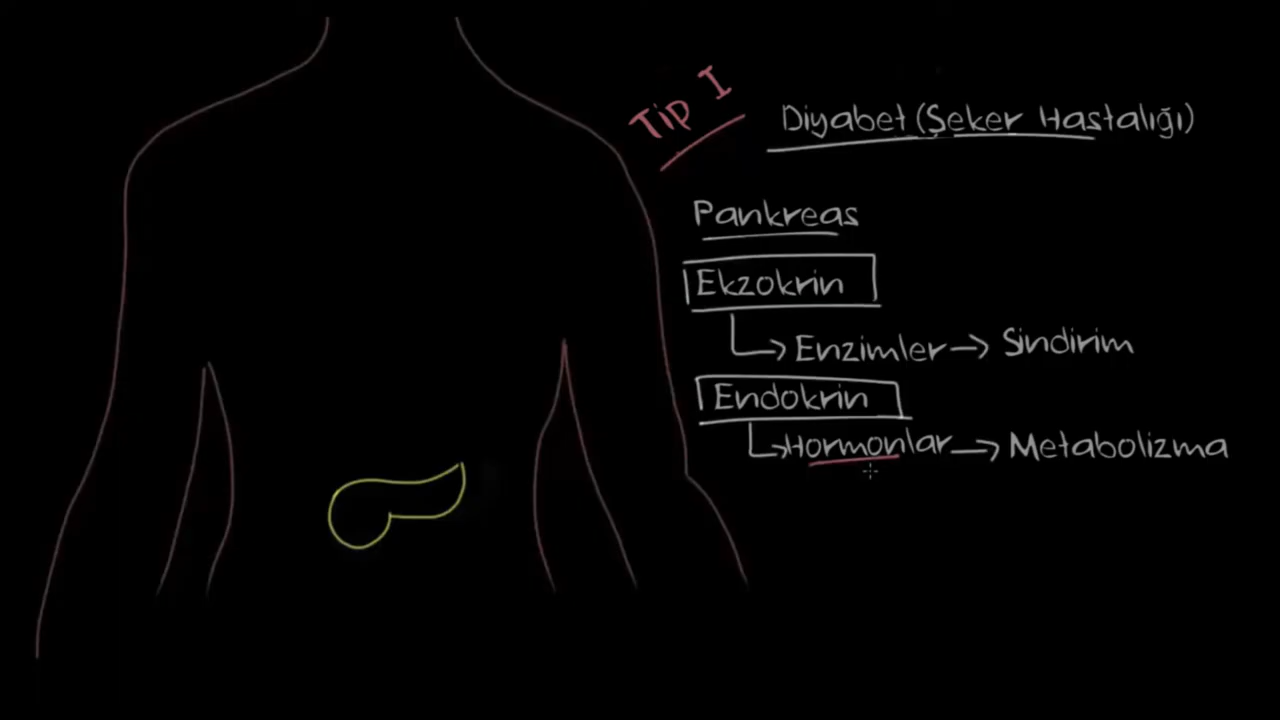 Tip I
Diyabet (Şeker Hastalığı)
Pankreas
Ekzokrin
Enzimler → Sindirim
Endokrin
Hormonlar → Metabolizma